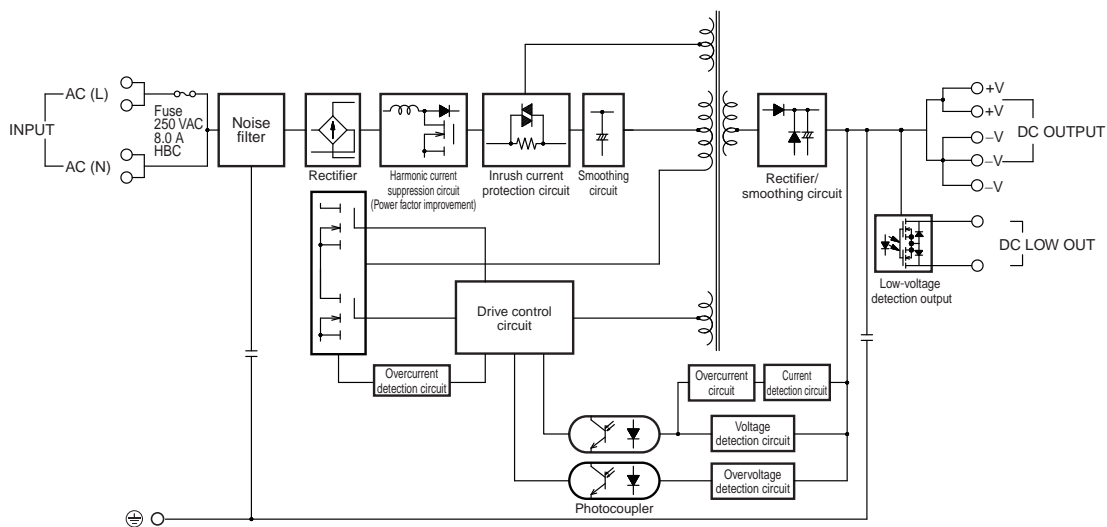 INPUT
AC (L)
AC (N)
Fuse
250 VAC
8.0 A
HBC
Noise
filter
Rectifier
Harmonic current
suppression circuit
(Power factor improvement)
Inrush current
protection circuit
Smoothing
circuit
Rectifier/
smoothing circuit
+V
+V
−V
−V
−V
DC OUTPUT
DC LOW OUT
Low-voltage
detection output
Drive control
circuit
Overcurrent
detection circuit
Overcurrent
circuit
Current
detection circuit
Voltage
detection circuit
Overvoltage
detection circuit
Photocoupler